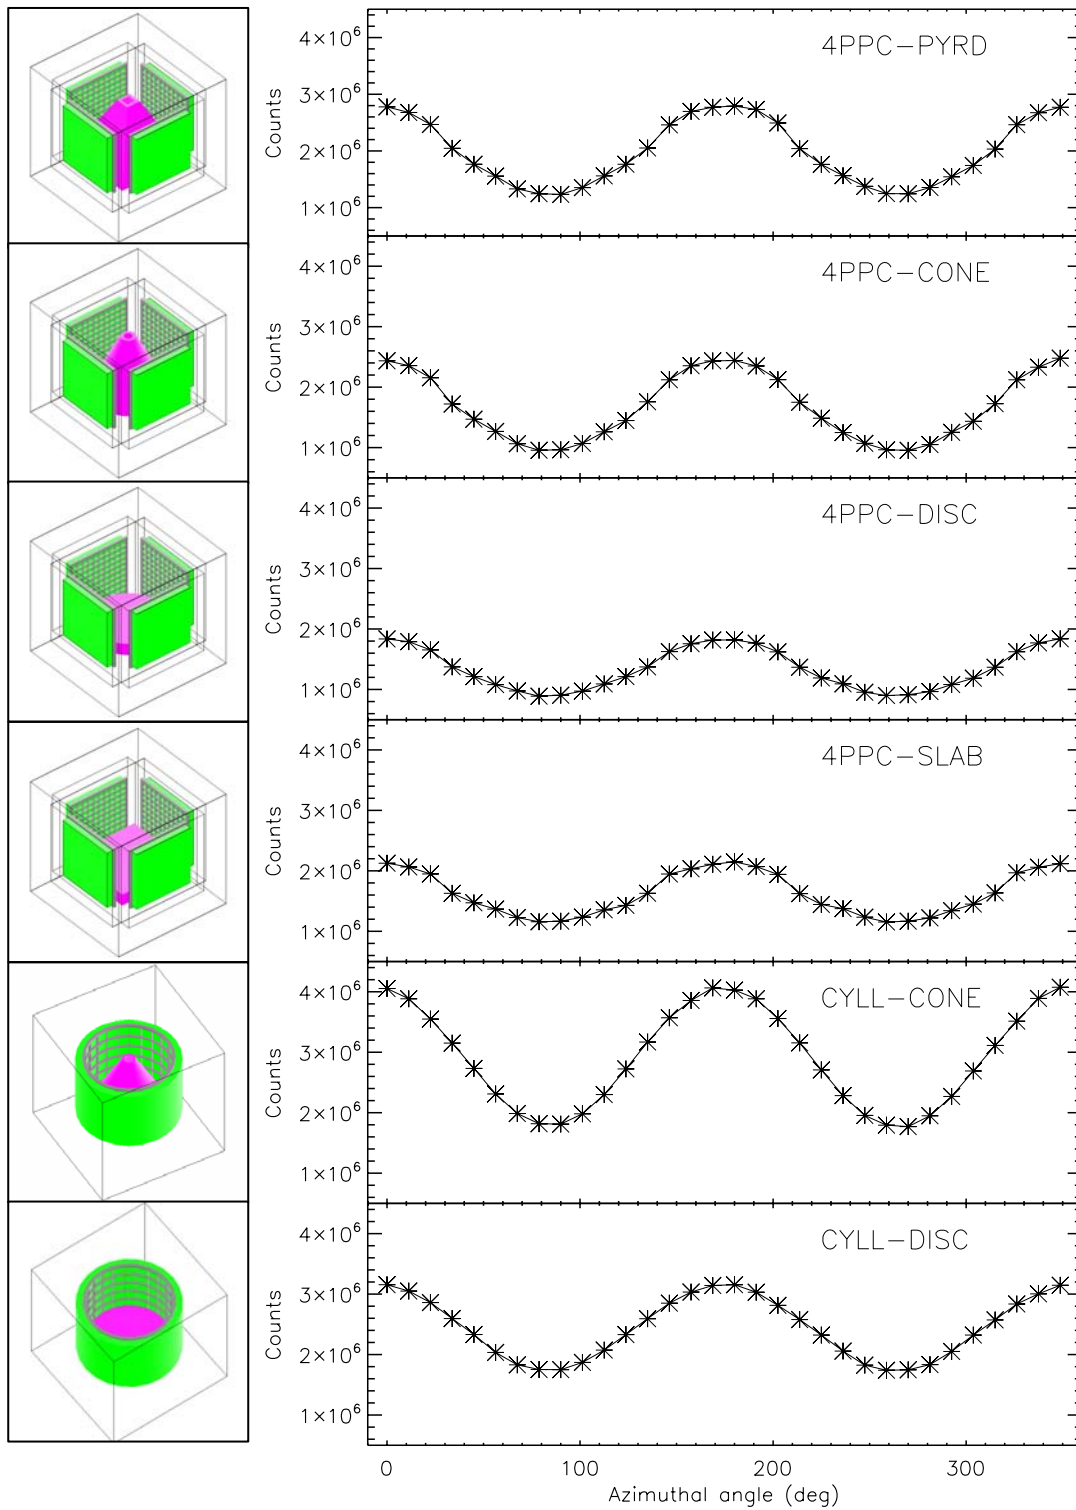 4PPC-PYRD
Counts
4×10⁶
3×10⁶
2×10⁶
1×10⁶
4PPC-CONE
Counts
4×10⁶
3×10⁶
2×10⁶
1×10⁶
4PPC-DISC
Counts
4×10⁶
3×10⁶
2×10⁶
1×10⁶
4PPC-SLAB
Counts
4×10⁶
3×10⁶
2×10⁶
1×10⁶
CYLL-CONE
Counts
4×10⁶
3×10⁶
2×10⁶
1×10⁶
CYLL-DISC
Counts
4×10⁶
3×10⁶
2×10⁶
1×10⁶
0 100 200 300
Azimuthal angle (deg)